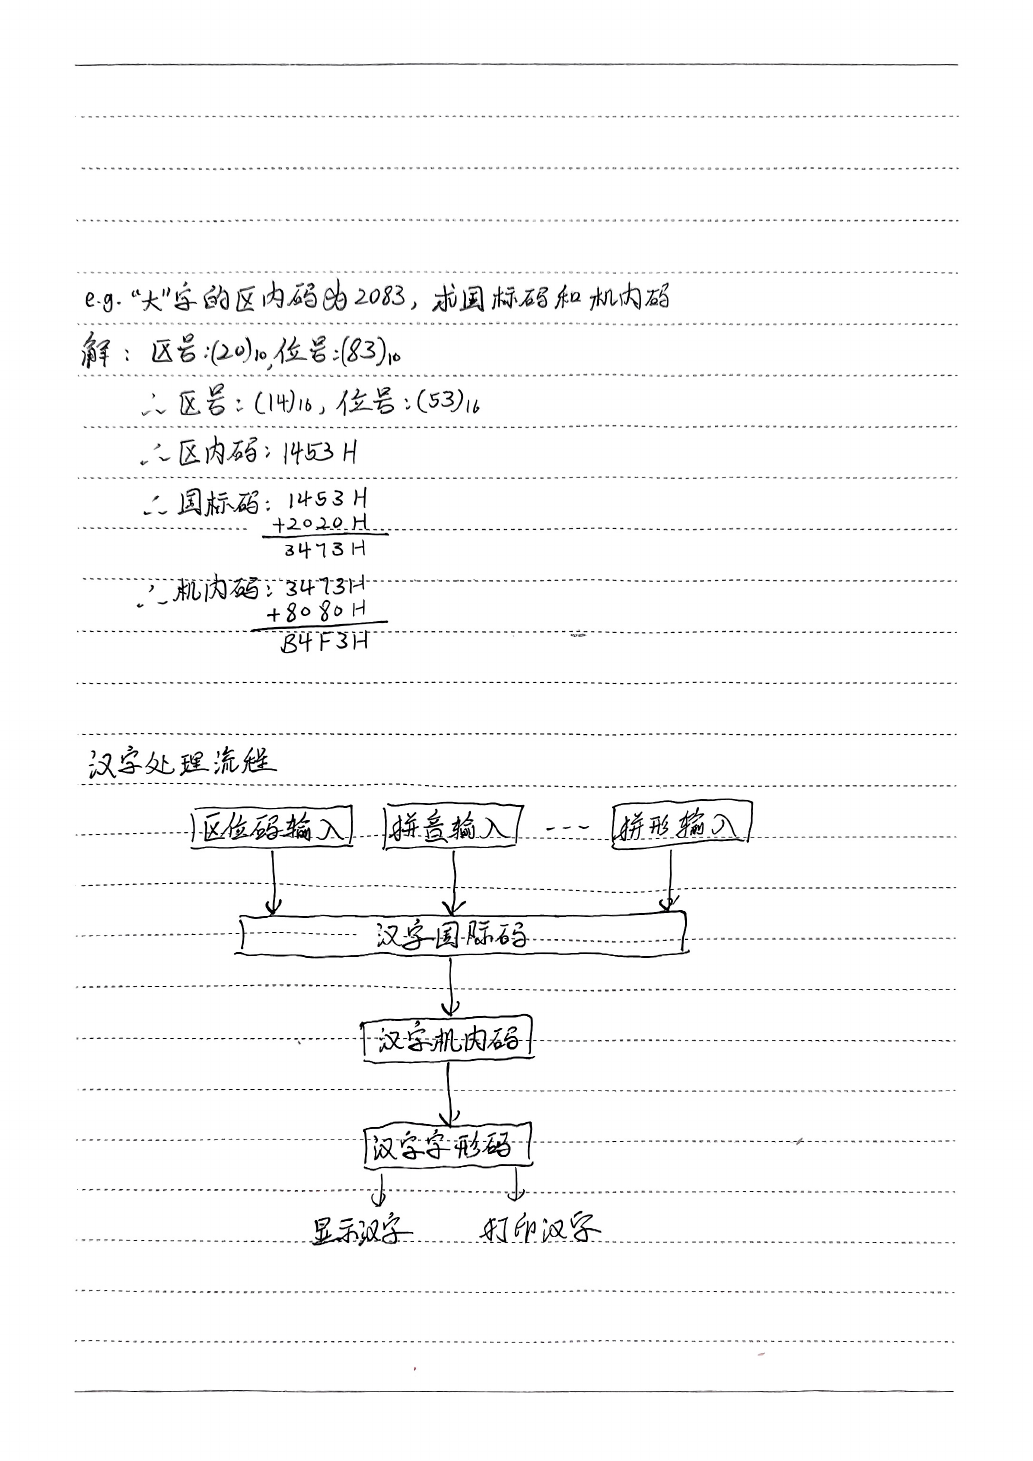 e.g. "大"字的区内码为2083, 求国标码和机内码
解: 区号:(20)₁₀,位号:(83)₁₀
∴区号:(14)₁₆, 位号:(53)₁₆
∴区内码: 1453H
∴国标码: 1453H
+2020H
3473H
∴机内码: 3473H
+8080H
B4F3H
汉字处理流程
区位码输入 拼音输入 --- 拼形输入
汉字国际码
汉字机内码
汉字字形码
显示汉字 打印汉字